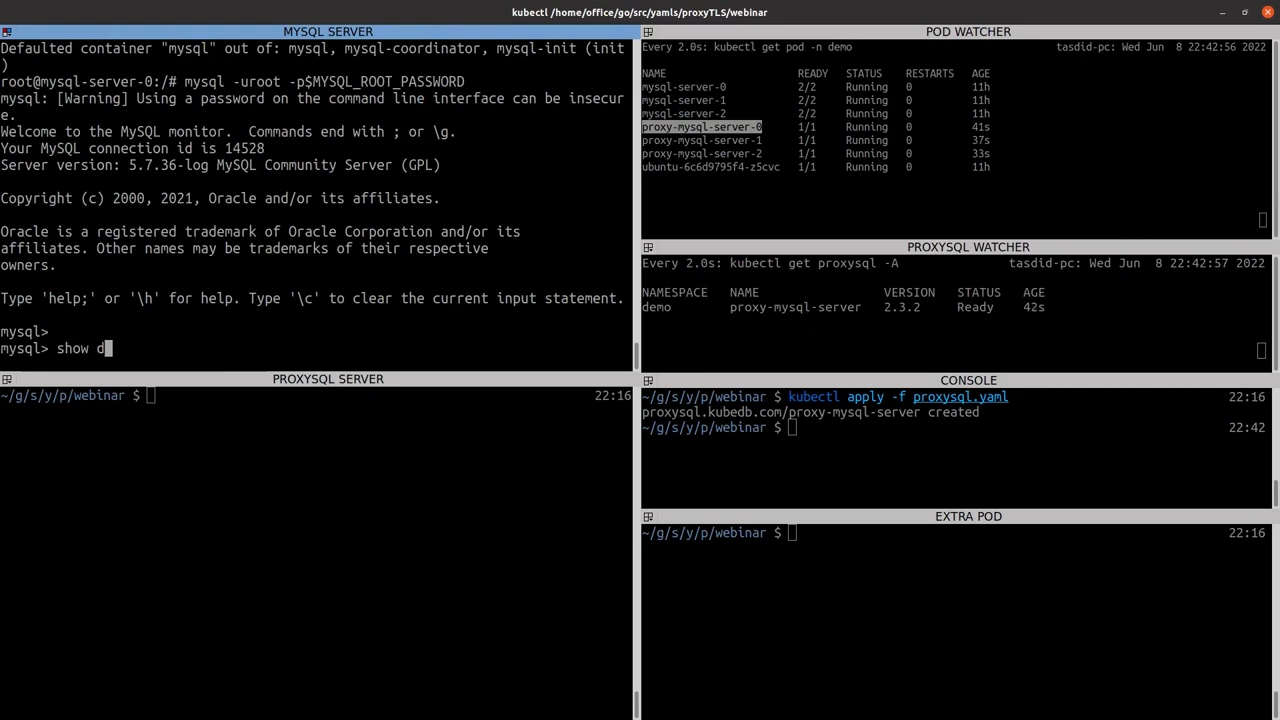 kubectl /home/office/go/src/yamls/proxyTLS/webinar
MYSQL SERVER
Defaulted container "mysql" out of: mysql, mysql-coordinator, mysql-init (init
)
root@mysql-server-0:/# mysql -uroot -p$MYSQL_ROOT_PASSWORD
mysql: [Warning] Using a password on the command line interface can be insecur
e.
Welcome to the MySQL monitor.  Commands end with ; or \g.
Your MySQL connection id is 14528
Server version: 5.7.36-log MySQL Community Server (GPL)
Copyright (c) 2000, 2021, Oracle and/or its affiliates.
Oracle is a registered trademark of Oracle Corporation and/or its
affiliates. Other names may be trademarks of their respective
owners.
Type 'help;' or '\h' for help. Type '\c' to clear the current input statement.
mysql>
mysql> show d
PROXYSQL SERVER
~/g/s/y/p/webinar $ 22:16
POD WATCHER
Every 2.0s: kubectl get pod -n demo tasdid-pc: Wed Jun  8 22:42:56 2022
NAME READY STATUS RESTARTS AGE
mysql-server-0 2/2 Running 0 11h
mysql-server-1 2/2 Running 0 11h
mysql-server-2 2/2 Running 0 11h
proxy-mysql-server-0 1/1 Running 0 41s
proxy-mysql-server-1 1/1 Running 0 37s
proxy-mysql-server-2 1/1 Running 0 33s
ubuntu-6c6d9795f4-z5cvc 1/1 Running 0 11h
PROXYSQL WATCHER
Every 2.0s: kubectl get proxysql -A tasdid-pc: Wed Jun  8 22:42:57 2022
NAMESPACE NAME VERSION STATUS AGE
demo proxy-mysql-server 2.3.2 Ready 42s
CONSOLE
~/g/s/y/p/webinar $ kubectl apply -f proxysql.yaml 22:16
proxysql.kubedb.com/proxy-mysql-server created
~/g/s/y/p/webinar $ 22:42
EXTRA POD
~/g/s/y/p/webinar $ 22:16